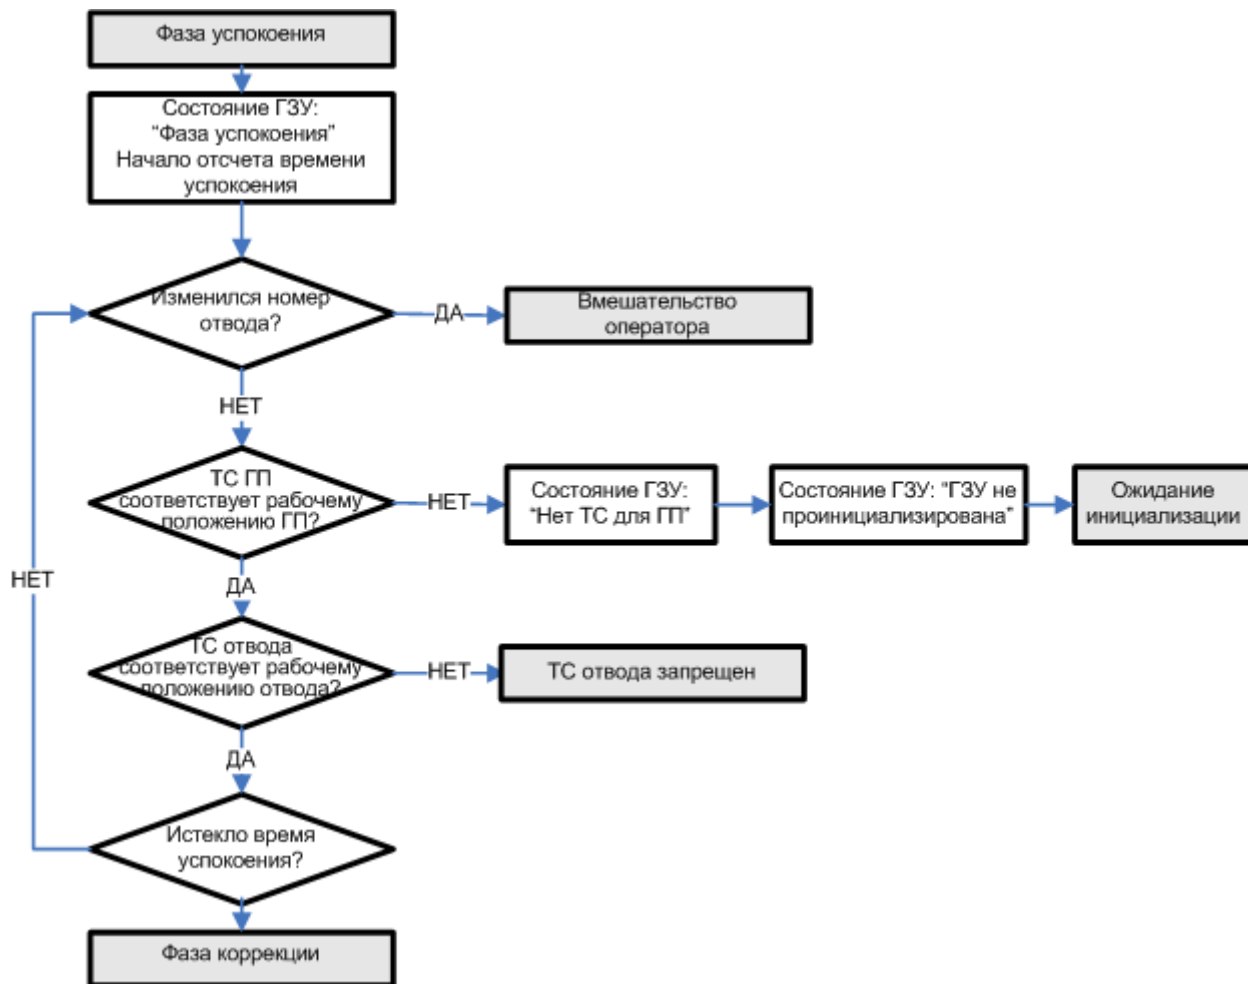 Фаза успокоения
Состояние ГЗУ:
“Фаза успокоения”
Начало отсчета времени
успокоения
Изменился номер
отвода?
ДА
Вмешательство
оператора
НЕТ
ТС ГП
соответствует рабочему
положению ГП?
НЕТ
Состояние ГЗУ:
“Нет ТС для ГП”
Состояние ГЗУ: “ГЗУ не
проинициализирована”
Ожидание
инициализации
НЕТ
ДА
ТС отвода
соответствует рабочему
положению отвода?
НЕТ
ТС отвода запрещен
ДА
Истекло время
успокоения?
Фаза коррекции